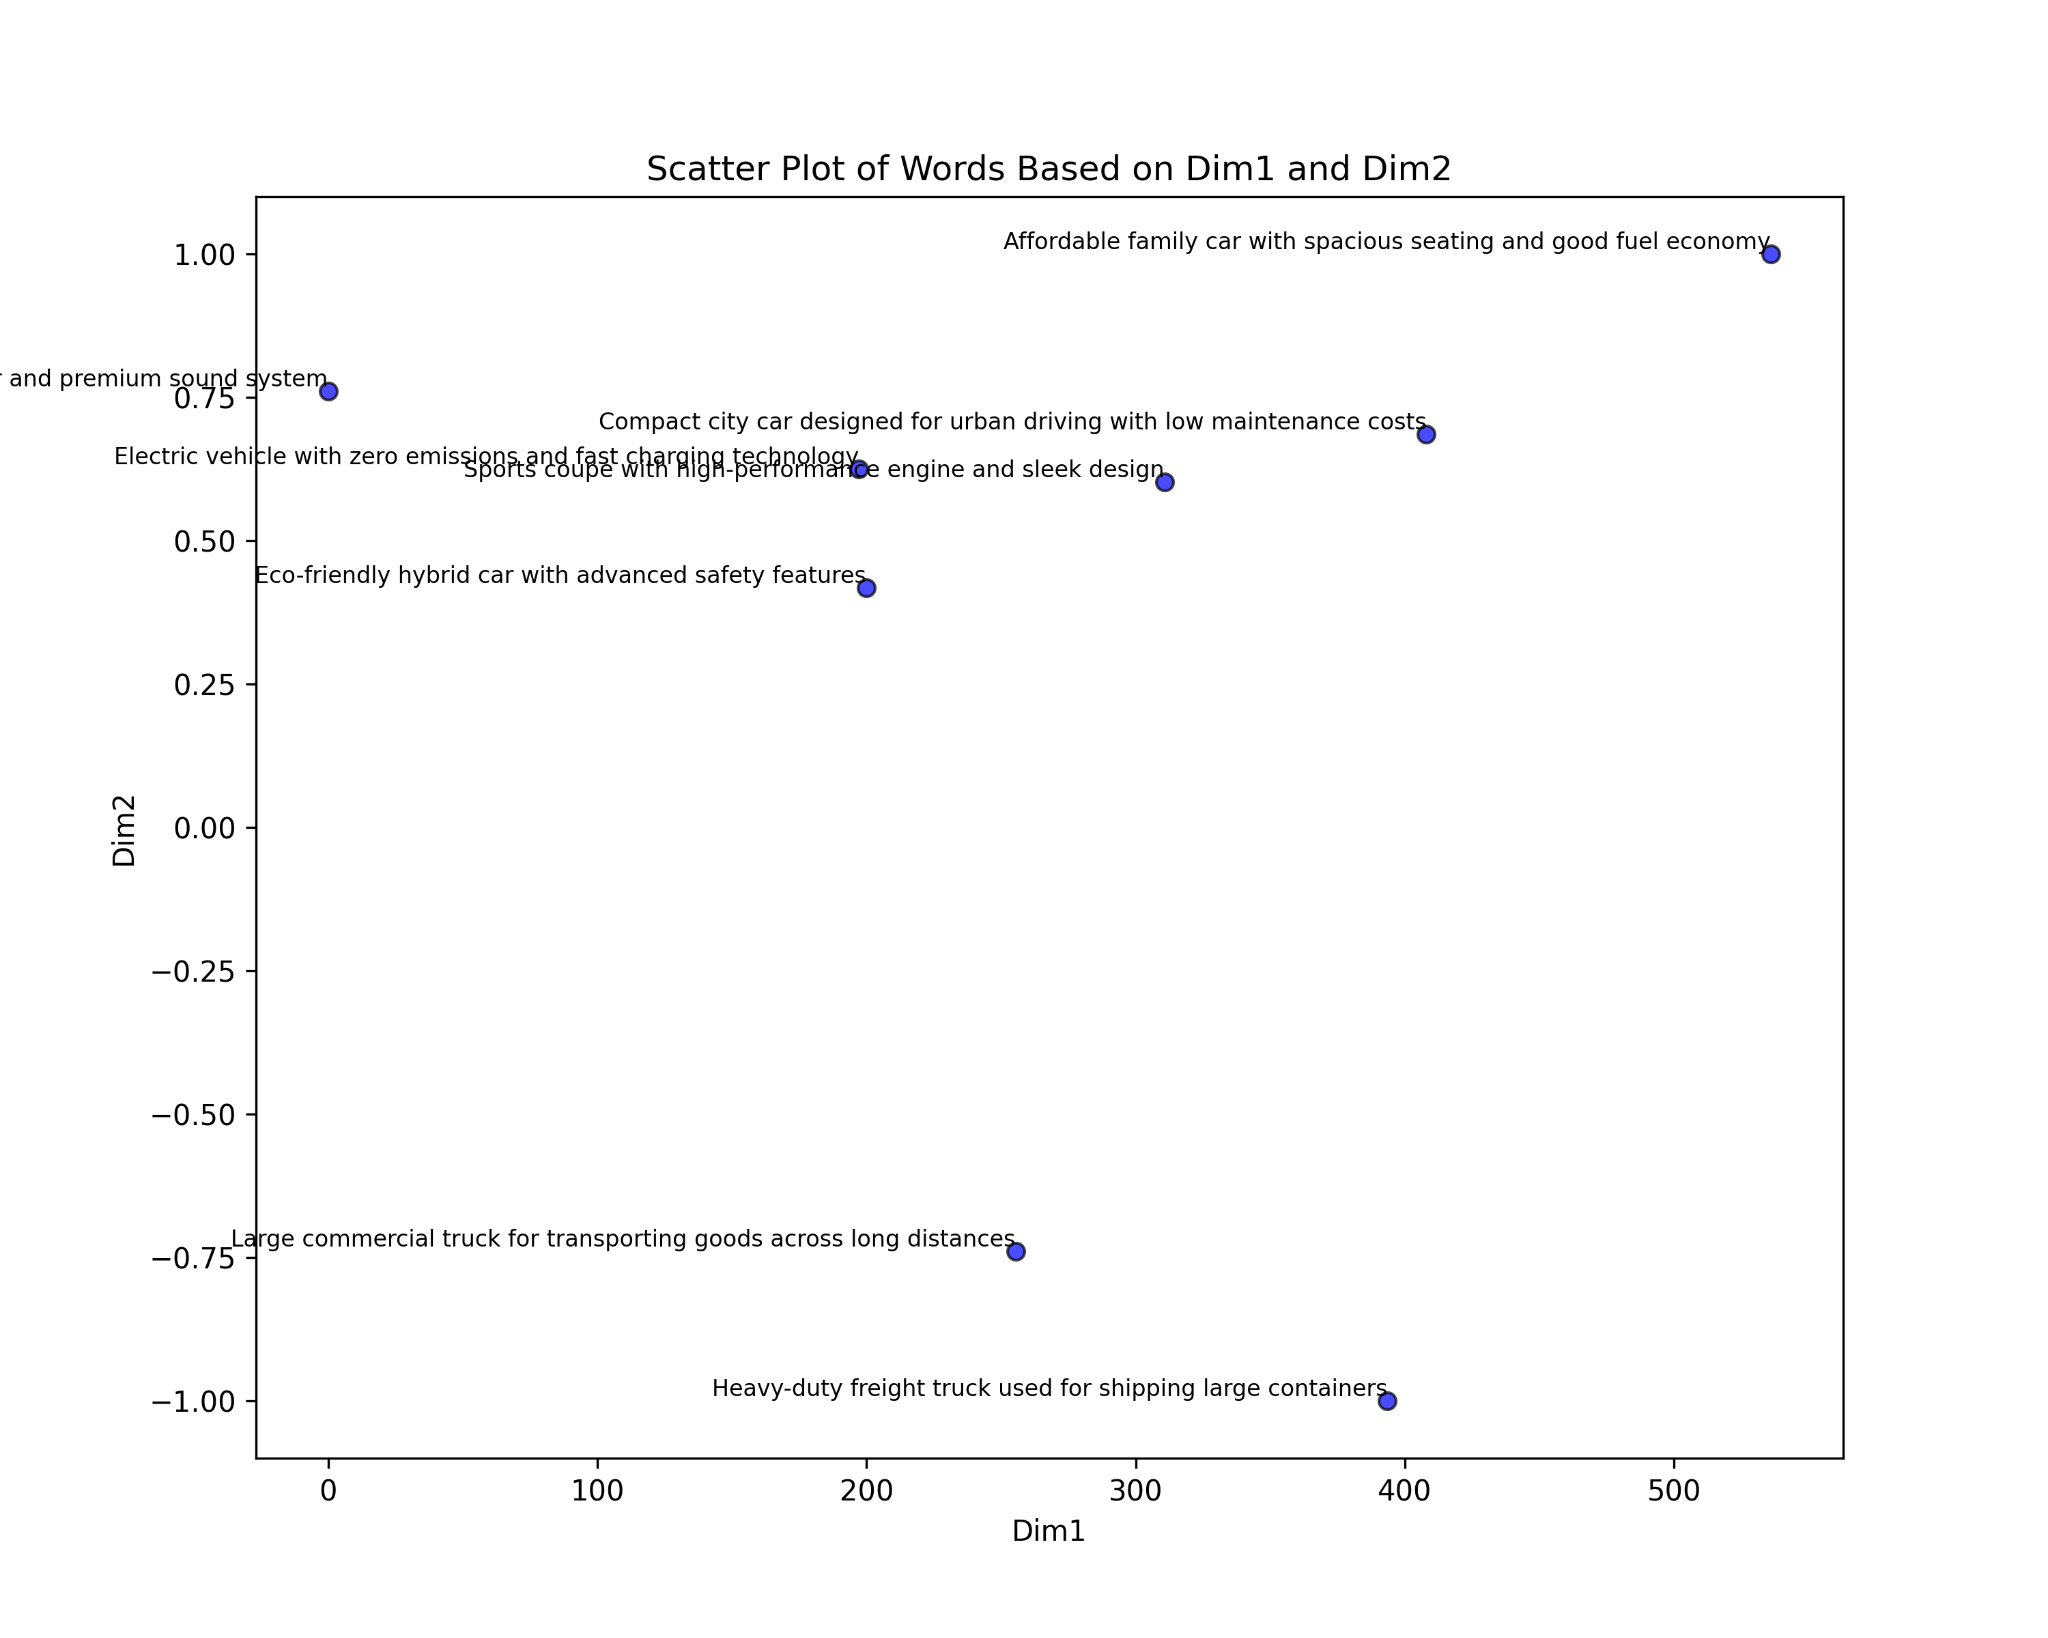 Scatter Plot of Words Based on Dim1 and Dim2
Affordable family car with spacious seating and good fuel economy
and premium sound system
Compact city car designed for urban driving with low maintenance costs
Electric vehicle with zero emissions and fast charging technology
Sports coupe with high-performance engine and sleek design
Eco-friendly hybrid car with advanced safety features
Large commercial truck for transporting goods across long distances
Heavy-duty freight truck used for shipping large containers
1.00
0.75
0.50
0.25
0.00
−0.25
−0.50
−0.75
−1.00
Dim2
0 100 200 300 400 500
Dim1